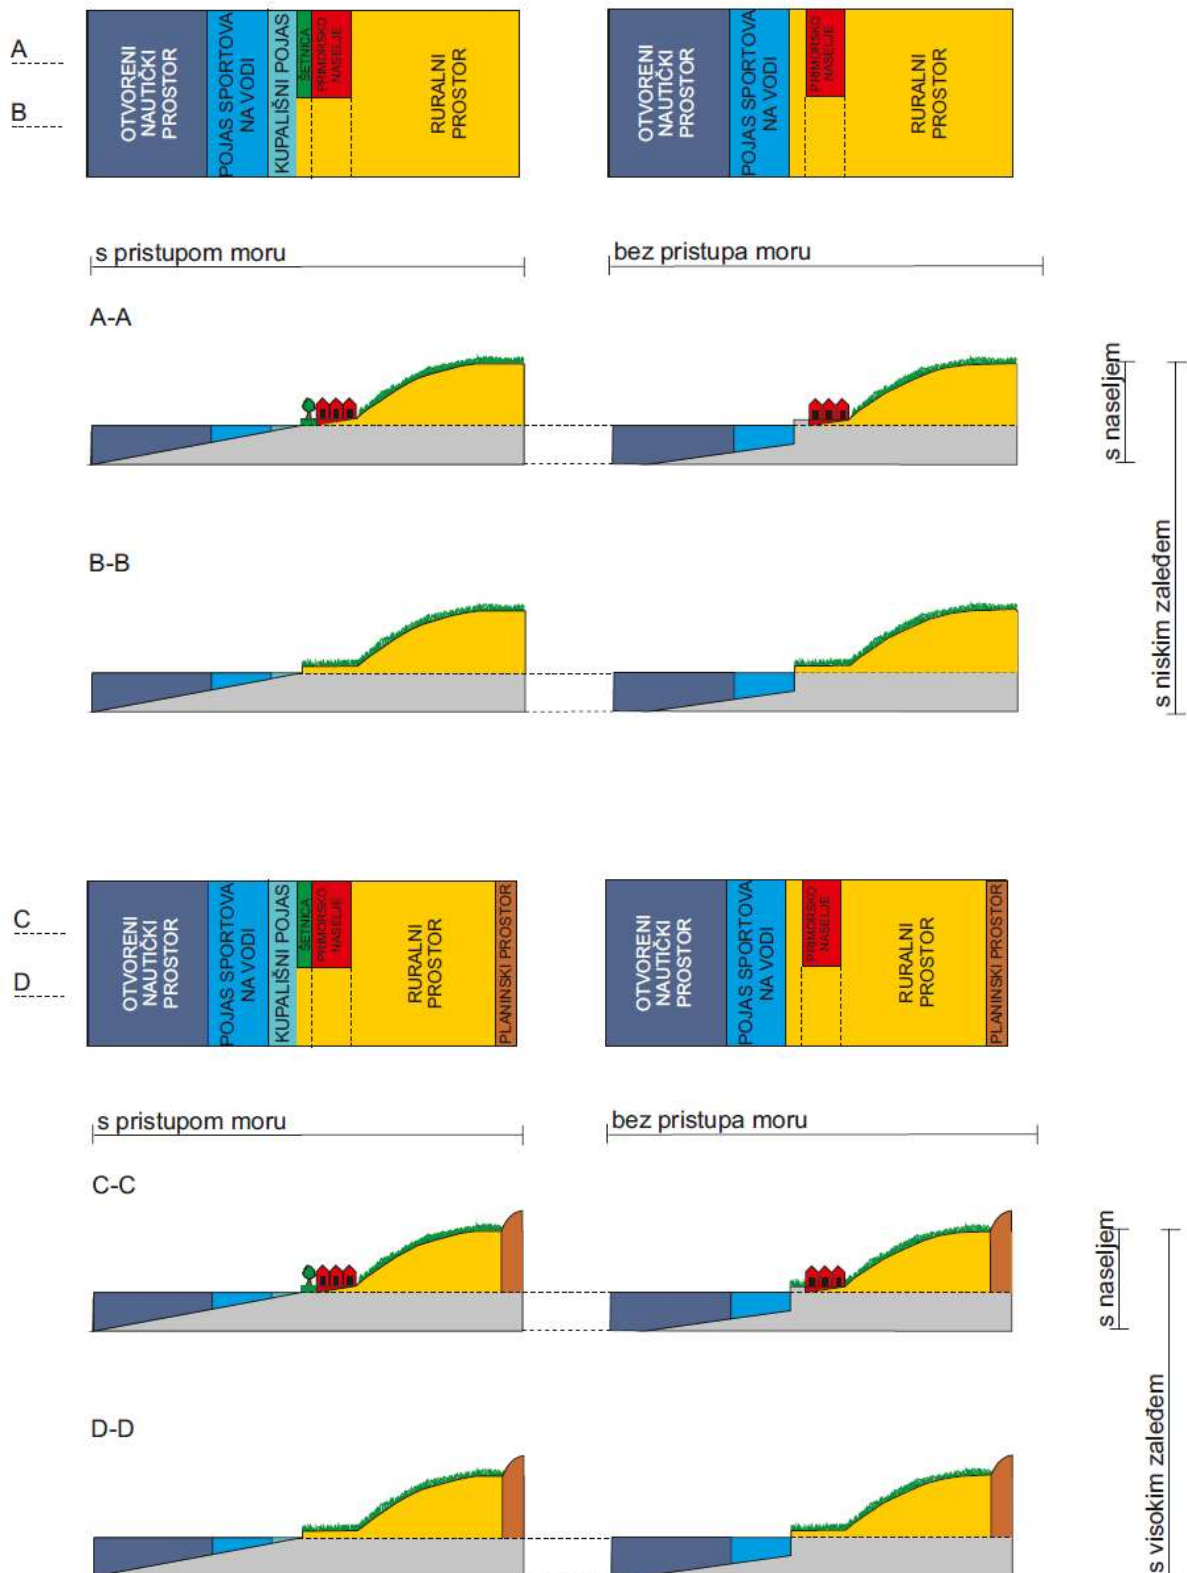 A
B
OTVORENI
NAUTIČKI
PROSTOR
POJAS SPORTOVA
NA VODI
KUPALIŠNI POJAS
ŠETNICA
PRIMORSKO
NASELJE
RURALNI
PROSTOR
OTVORENI
NAUTIČKI
PROSTOR
POJAS SPORTOVA
NA VODI
PRIMORSKO
NASELJE
RURALNI
PROSTOR
s pristupom moru
bez pristupa moru
A-A
s naseljem
B-B
s niskim zaleđem
C
D
OTVORENI
NAUTIČKI
PROSTOR
POJAS SPORTOVA
NA VODI
KUPALIŠNI POJAS
ŠETNICA
PRIMORSKO
NASELJE
RURALNI
PROSTOR
PLANINSKI PROSTOR
OTVORENI
NAUTIČKI
PROSTOR
POJAS SPORTOVA
NA VODI
PRIMORSKO
NASELJE
RURALNI
PROSTOR
PLANINSKI PROSTOR
s pristupom moru
bez pristupa moru
C-C
s naseljem
D-D
s visokim zaleđem